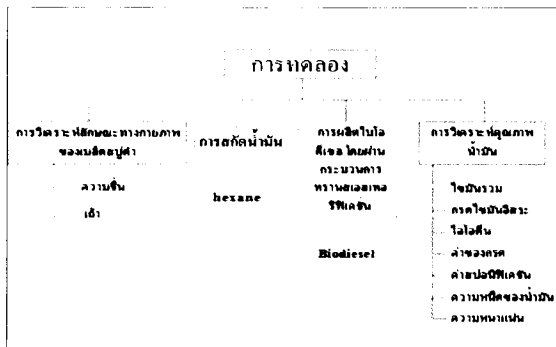 การทดลอง
การวิเคราะห์ลักษณะทางกายภาพ
ของเมล็ดสบู่ดำ
ความชื้น
เถ้า
การสกัดน้ำมัน
hexane
การผลิตไบโอ
ดีเซลโดยผ่าน
กระบวนการ
ทรานสเอสเทอ
ริฟิเคชัน
Biodiesel
การวิเคราะห์คุณภาพ
น้ำมัน
ไขมันรวม
กรดไขมันอิสระ
ไอโอดีน
ค่าของกรด
ค่าสปอนิฟิเคชัน
ความหนืดของน้ำมัน
ความหนาแน่น